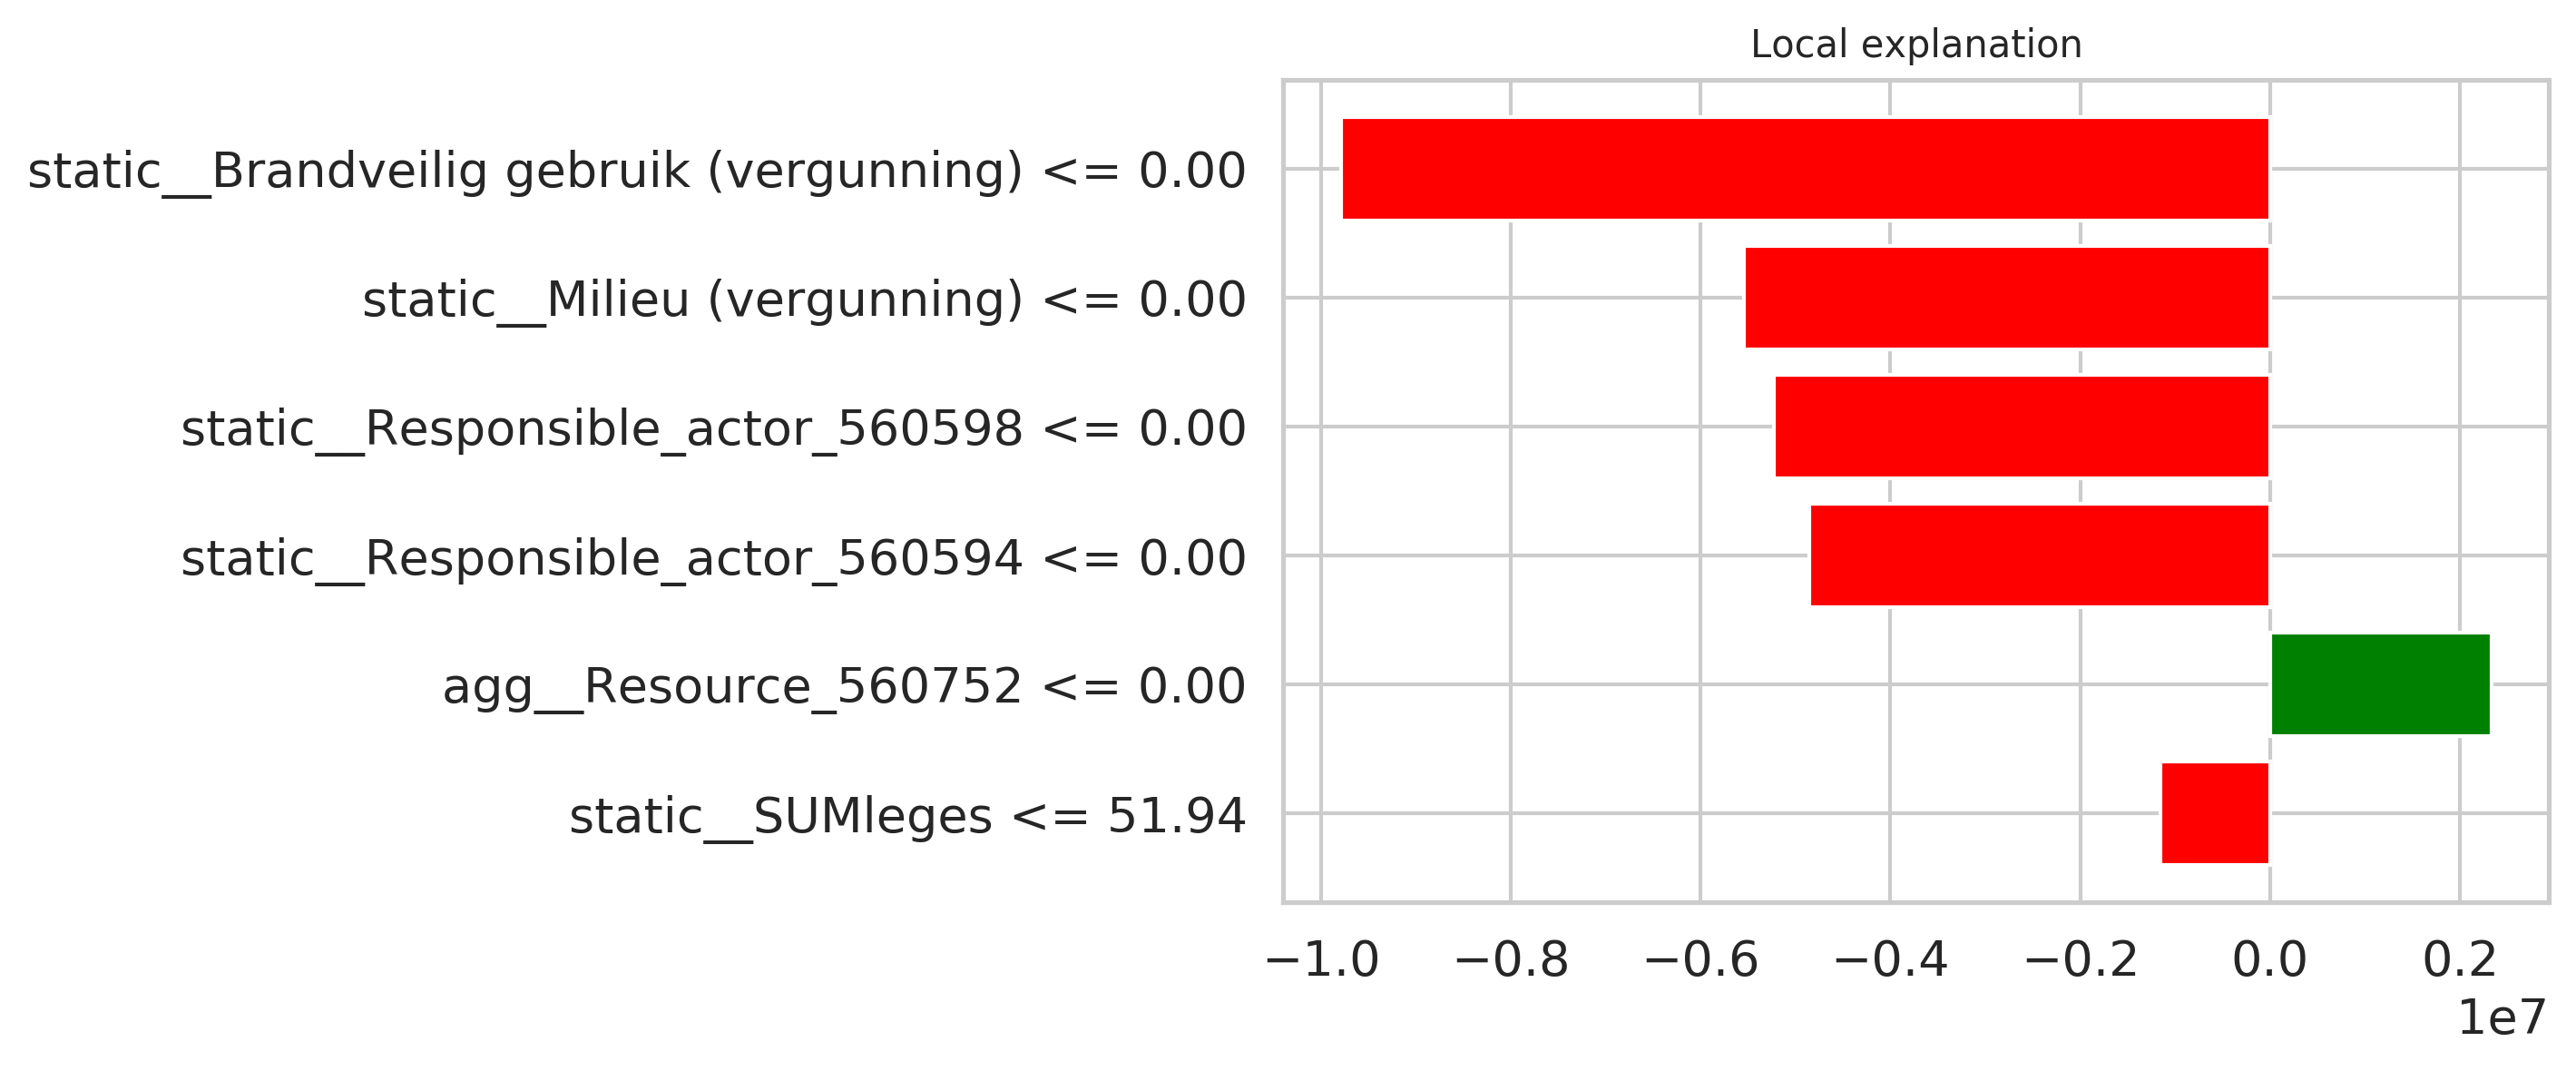 Local explanation
static__Brandveilig gebruik (vergunning) <= 0.00
static__Milieu (vergunning) <= 0.00
static__Responsible_actor_560598 <= 0.00
static__Responsible_actor_560594 <= 0.00
agg__Resource_560752 <= 0.00
static__SUMleges <= 51.94
−1.0 −0.8 −0.6 −0.4 −0.2 0.0 0.2
1e7